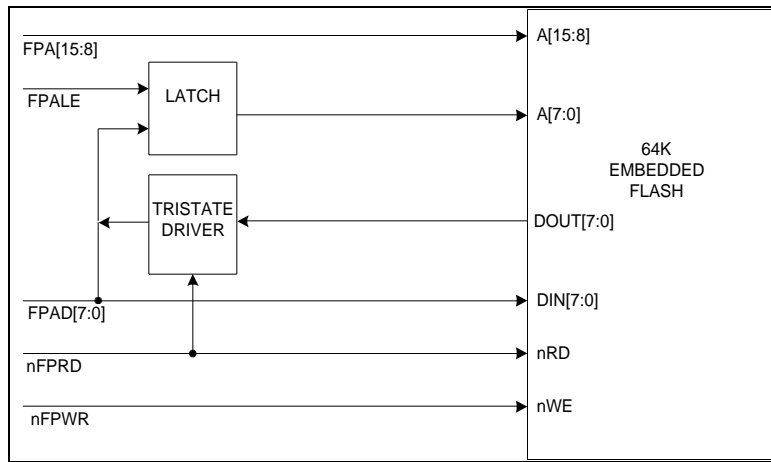 FPA[15:8]
A[15:8]
FPALE
LATCH
A[7:0]
64K
EMBEDDED
FLASH
TRISTATE
DRIVER
DOUT[7:0]
FPAD[7:0]
DIN[7:0]
nFPRD
nRD
nFPWR
nWE